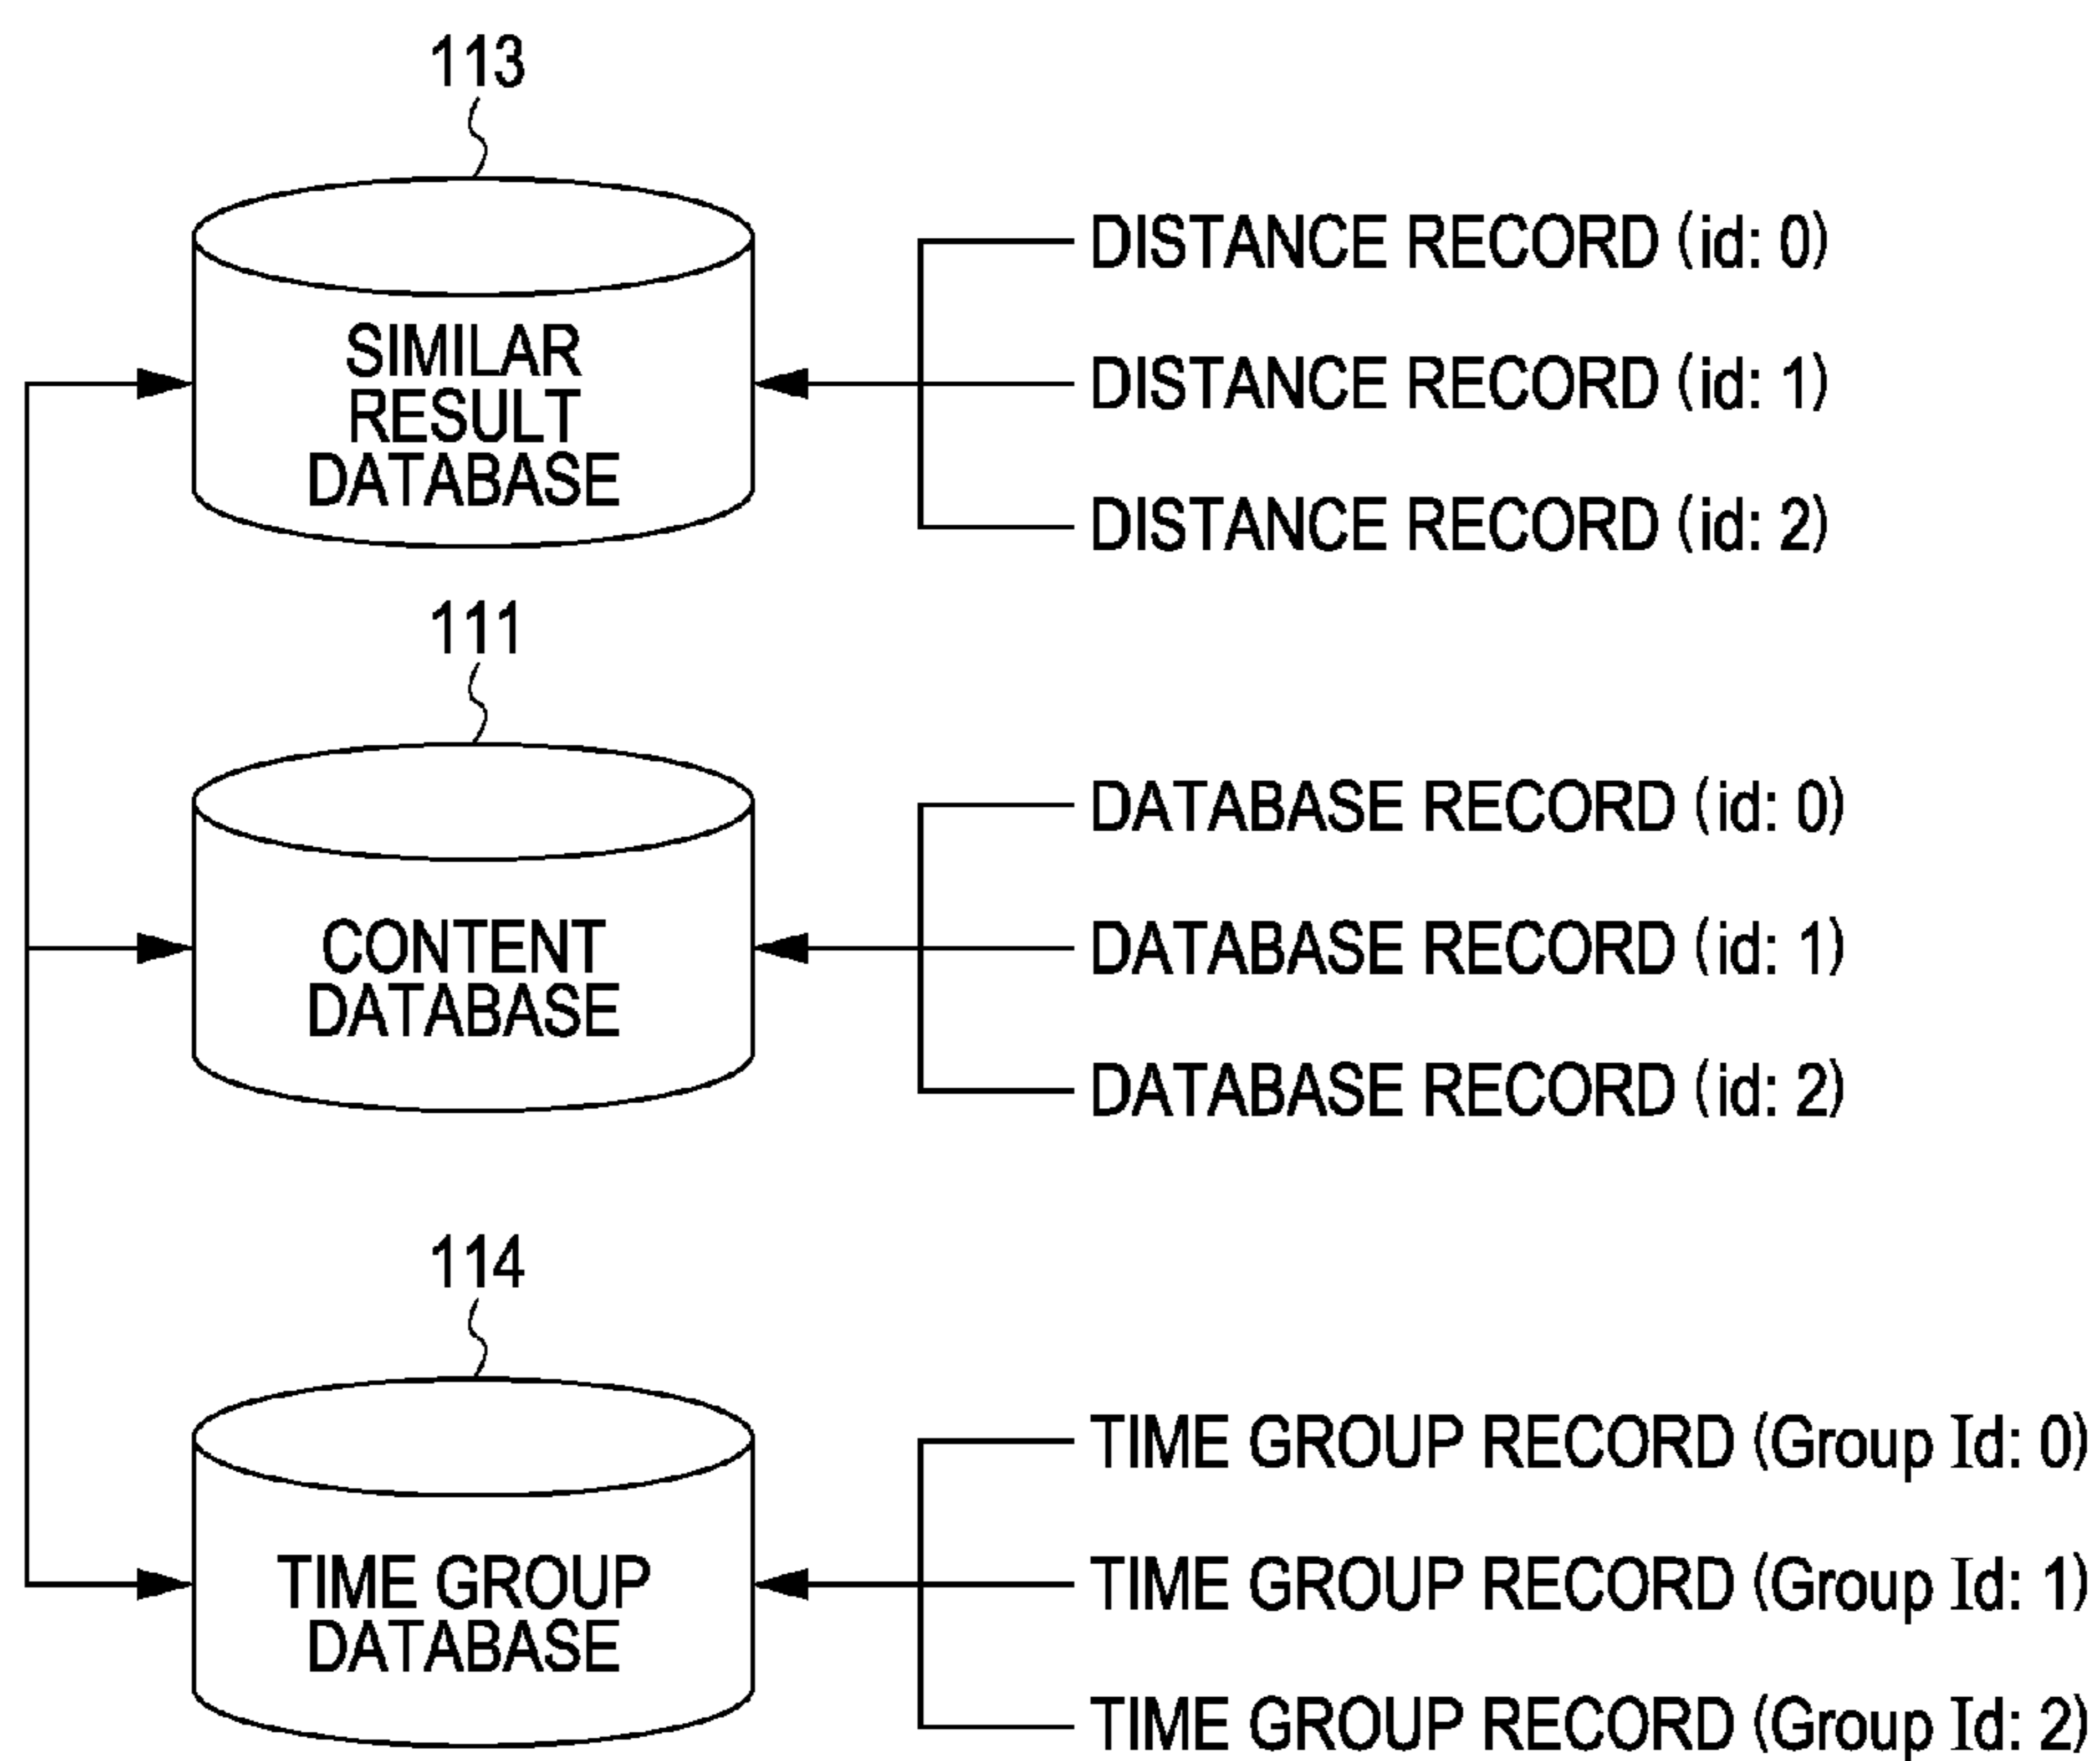 113
SIMILAR
RESULT
DATABASE
DISTANCE RECORD (id: 0)
DISTANCE RECORD (id: 1)
DISTANCE RECORD (id: 2)
111
CONTENT
DATABASE
DATABASE RECORD (id: 0)
DATABASE RECORD (id: 1)
DATABASE RECORD (id: 2)
114
TIME GROUP
DATABASE
TIME GROUP RECORD (Group Id: 0)
TIME GROUP RECORD (Group Id: 1)
TIME GROUP RECORD (Group Id: 2)